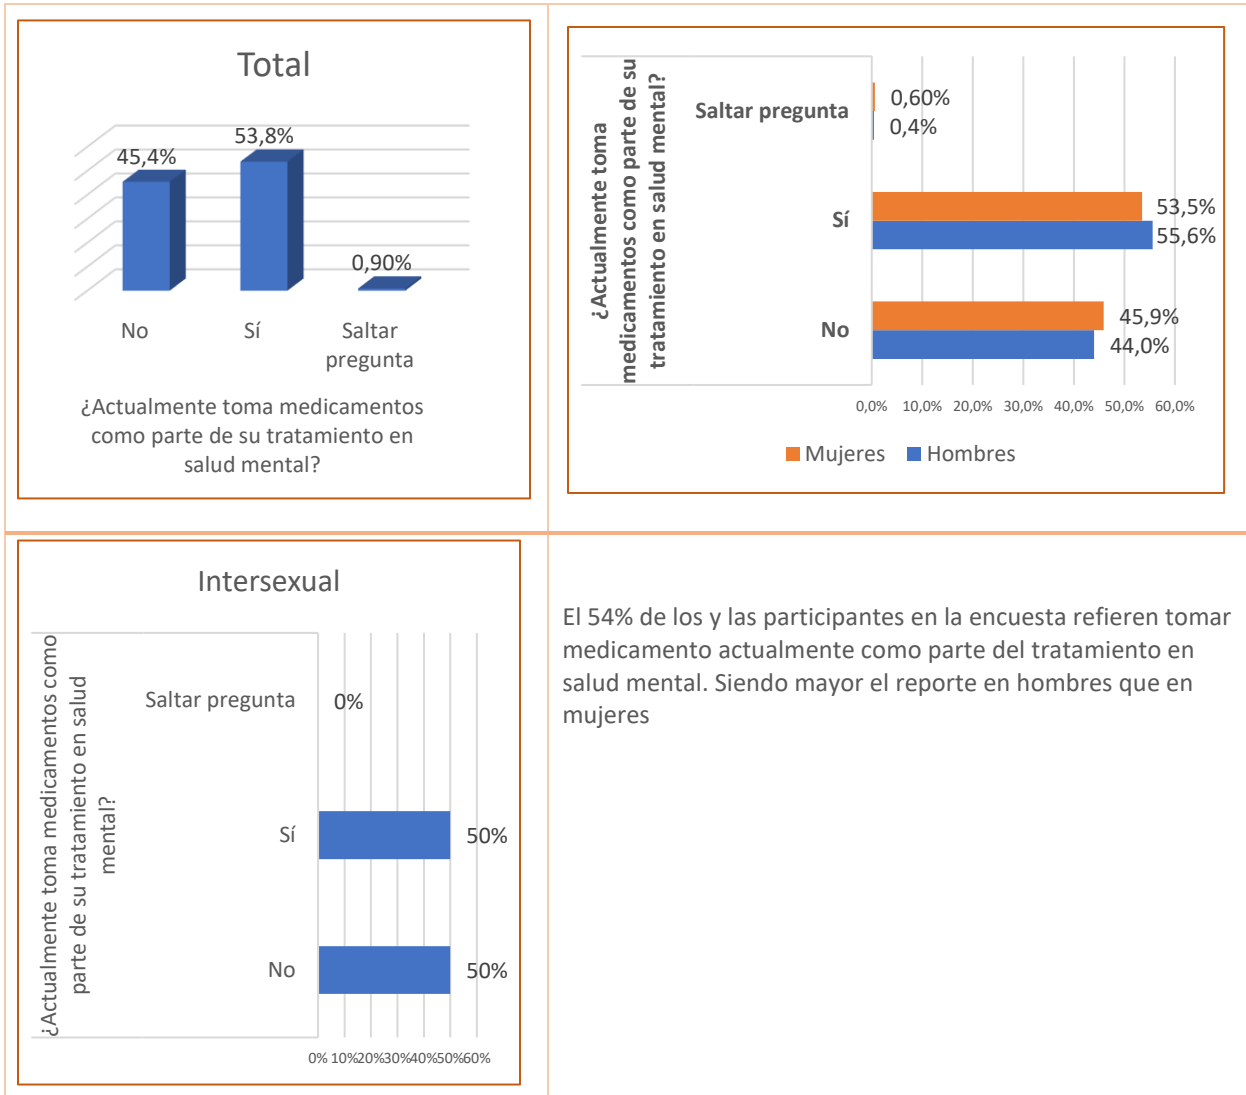 Total
45,4%
53,8%
0,90%
No
Sí
Saltar
pregunta
¿Actualmente toma medicamentos
como parte de su tratamiento en
salud mental?
¿Actualmente toma
medicamentos como parte de su
tratamiento en salud mental?
Saltar pregunta
0,60%
0,4%
Sí
53,5%
55,6%
No
45,9%
44,0%
0,0% 10,0% 20,0% 30,0% 40,0% 50,0% 60,0%
Mujeres Hombres
Intersexual
¿Actualmente toma medicamentos como
parte de su tratamiento en salud
mental?
Saltar pregunta
0%
Sí
50%
No
50%
0% 10%20%30%40%50%60%
El 54% de los y las participantes en la encuesta refieren tomar
medicamento actualmente como parte del tratamiento en
salud mental. Siendo mayor el reporte en hombres que en
mujeres